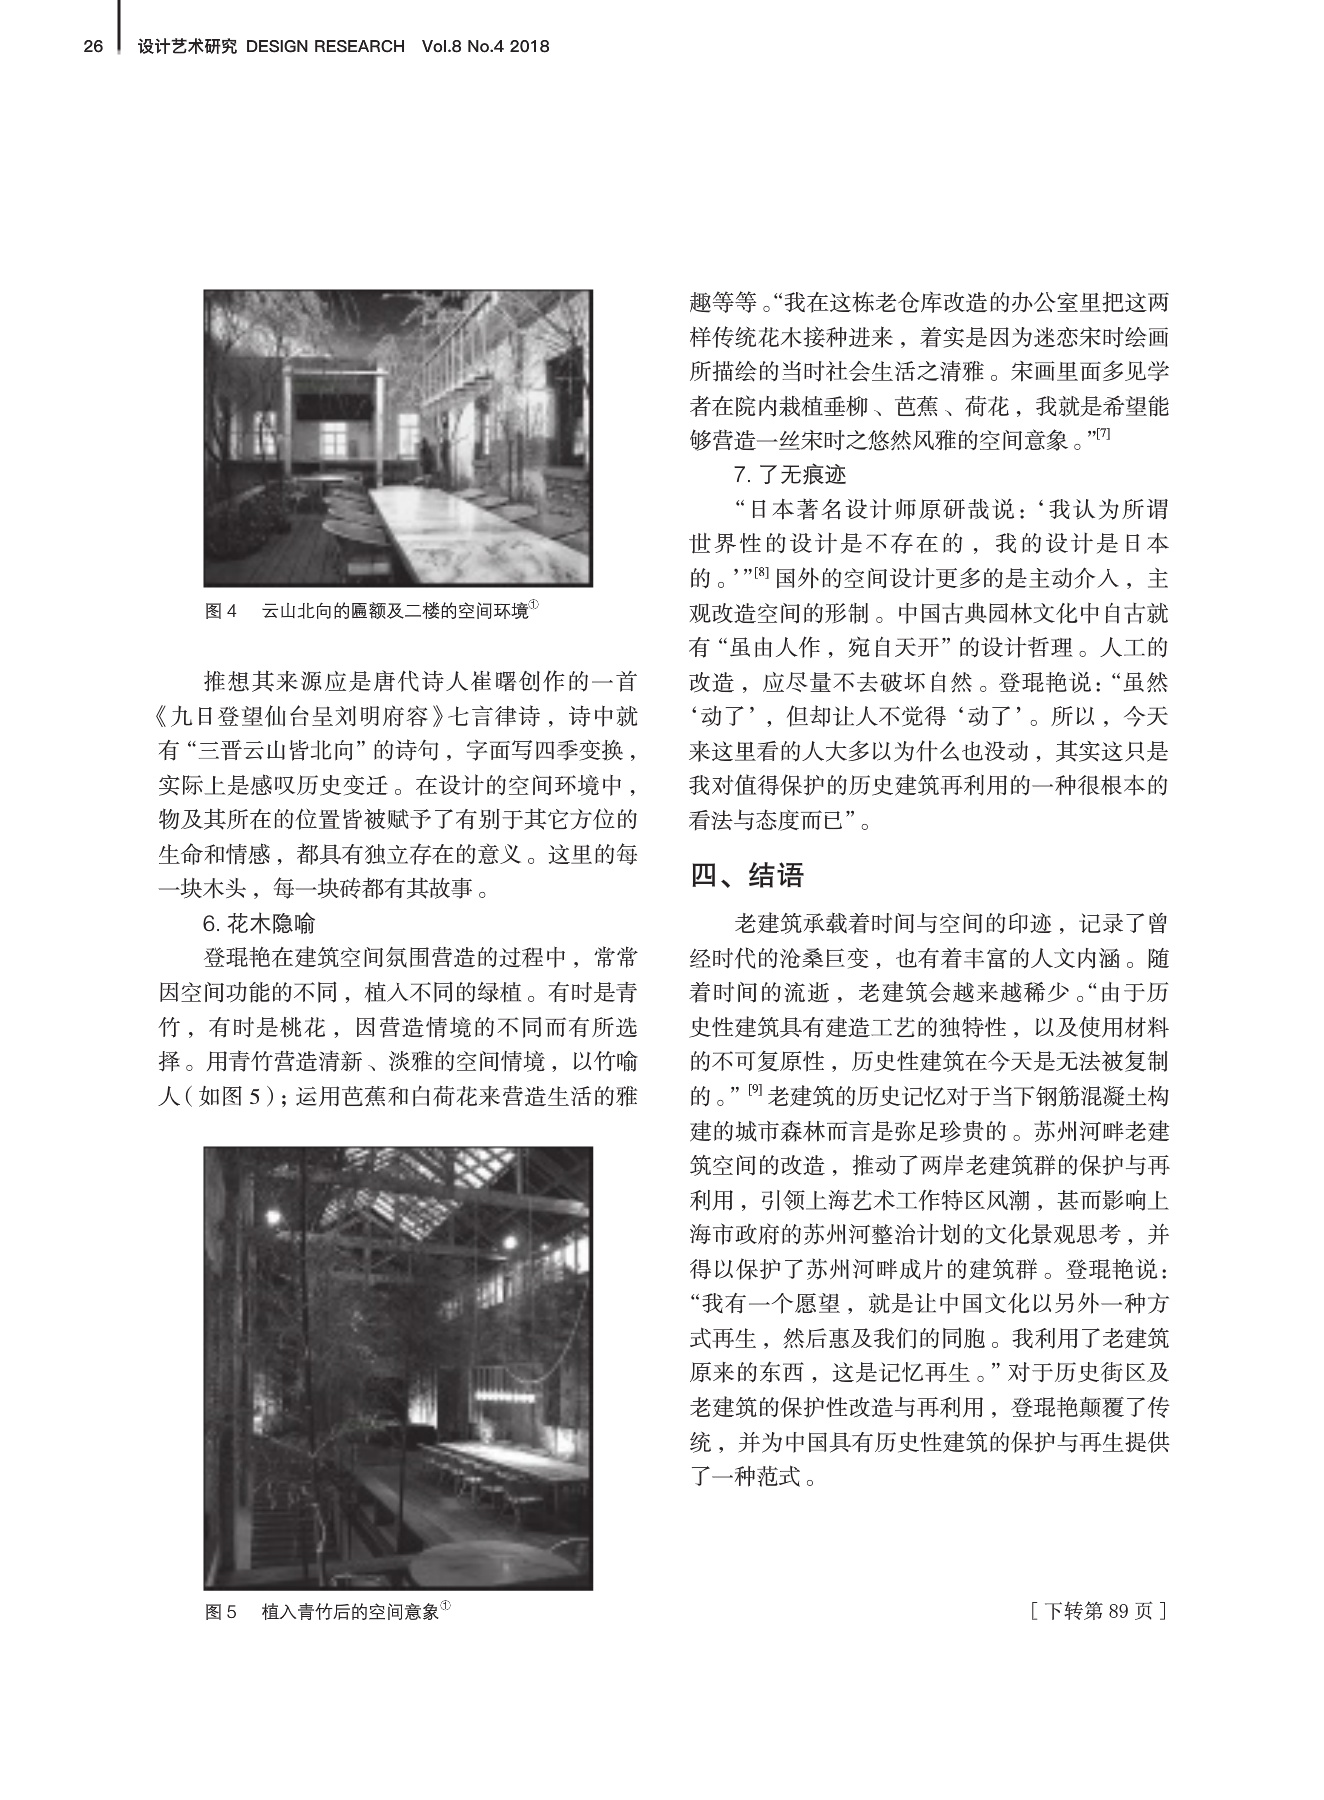 26 设计艺术研究 DESIGN RESEARCH Vol.8 No.4 2018
图 4 云山北向的匾额及二楼的空间环境①
推想其来源应是唐代诗人崔曙创作的一首
《九日登望仙台呈刘明府容》七言律诗，诗中就
有“三晋云山皆北向”的诗句，字面写四季变换，
实际上是感叹历史变迁。在设计的空间环境中，
物及其所在的位置皆被赋予了有别于其它方位的
生命和情感，都具有独立存在的意义。这里的每
一块木头，每一块砖都有其故事。
6. 花木隐喻
登琨艳在建筑空间氛围营造的过程中，常常
因空间功能的不同，植入不同的绿植。有时是青
竹，有时是桃花，因营造情境的不同而有所选
择。用青竹营造清新、淡雅的空间情境，以竹喻
人（如图 5）；运用芭蕉和白荷花来营造生活的雅
图 5 植入青竹后的空间意象①
趣等等。“我在这栋老仓库改造的办公室里把这两
样传统花木接种进来，着实是因为迷恋宋时绘画
所描绘的当时社会生活之清雅。宋画里面多见学
者在院内栽植垂柳、芭蕉、荷花，我就是希望能
够营造一丝宋时之悠然风雅的空间意象。”[7]
7. 了无痕迹
“日本著名设计师原研哉说：‘我认为所谓
世界性的设计是不存在的，我的设计是日本
的。’”[8] 国外的空间设计更多的是主动介入，主
观改造空间的形制。中国古典园林文化中自古就
有“虽由人作，宛自天开”的设计哲理。人工的
改造，应尽量不去破坏自然。登琨艳说：“虽然
‘动了’，但却让人不觉得‘动了’。所以，今天
来这里看的人大多以为什么也没动，其实这只是
我对值得保护的历史建筑再利用的一种很根本的
看法与态度而已”。
四、结语
老建筑承载着时间与空间的印迹，记录了曾
经时代的沧桑巨变，也有着丰富的人文内涵。随
着时间的流逝，老建筑会越来越稀少。“由于历
史性建筑具有建造工艺的独特性，以及使用材料
的不可复原性，历史性建筑在今天是无法被复制
的。”[9] 老建筑的历史记忆对于当下钢筋混凝土构
建的城市森林而言是弥足珍贵的。苏州河畔老建
筑空间的改造，推动了两岸老建筑群的保护与再
利用，引领上海艺术工作特区风潮，甚而影响上
海市政府的苏州河整治计划的文化景观思考，并
得以保护了苏州河畔成片的建筑群。登琨艳说：
“我有一个愿望，就是让中国文化以另外一种方
式再生，然后惠及我们的同胞。我利用了老建筑
原来的东西，这是记忆再生。”对于历史街区及
老建筑的保护性改造与再利用，登琨艳颠覆了传
统，并为中国具有历史性建筑的保护与再生提供
了一种范式。
［下转第 89 页］